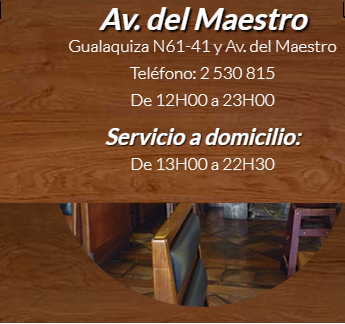 Av. del Maestro
Gualaquiza N61-41 y Av. del Maestro
Teléfono: 2 530 815
De 12H00 a 23H00
Servicio a domicilio:
De 13H00 a 22H30